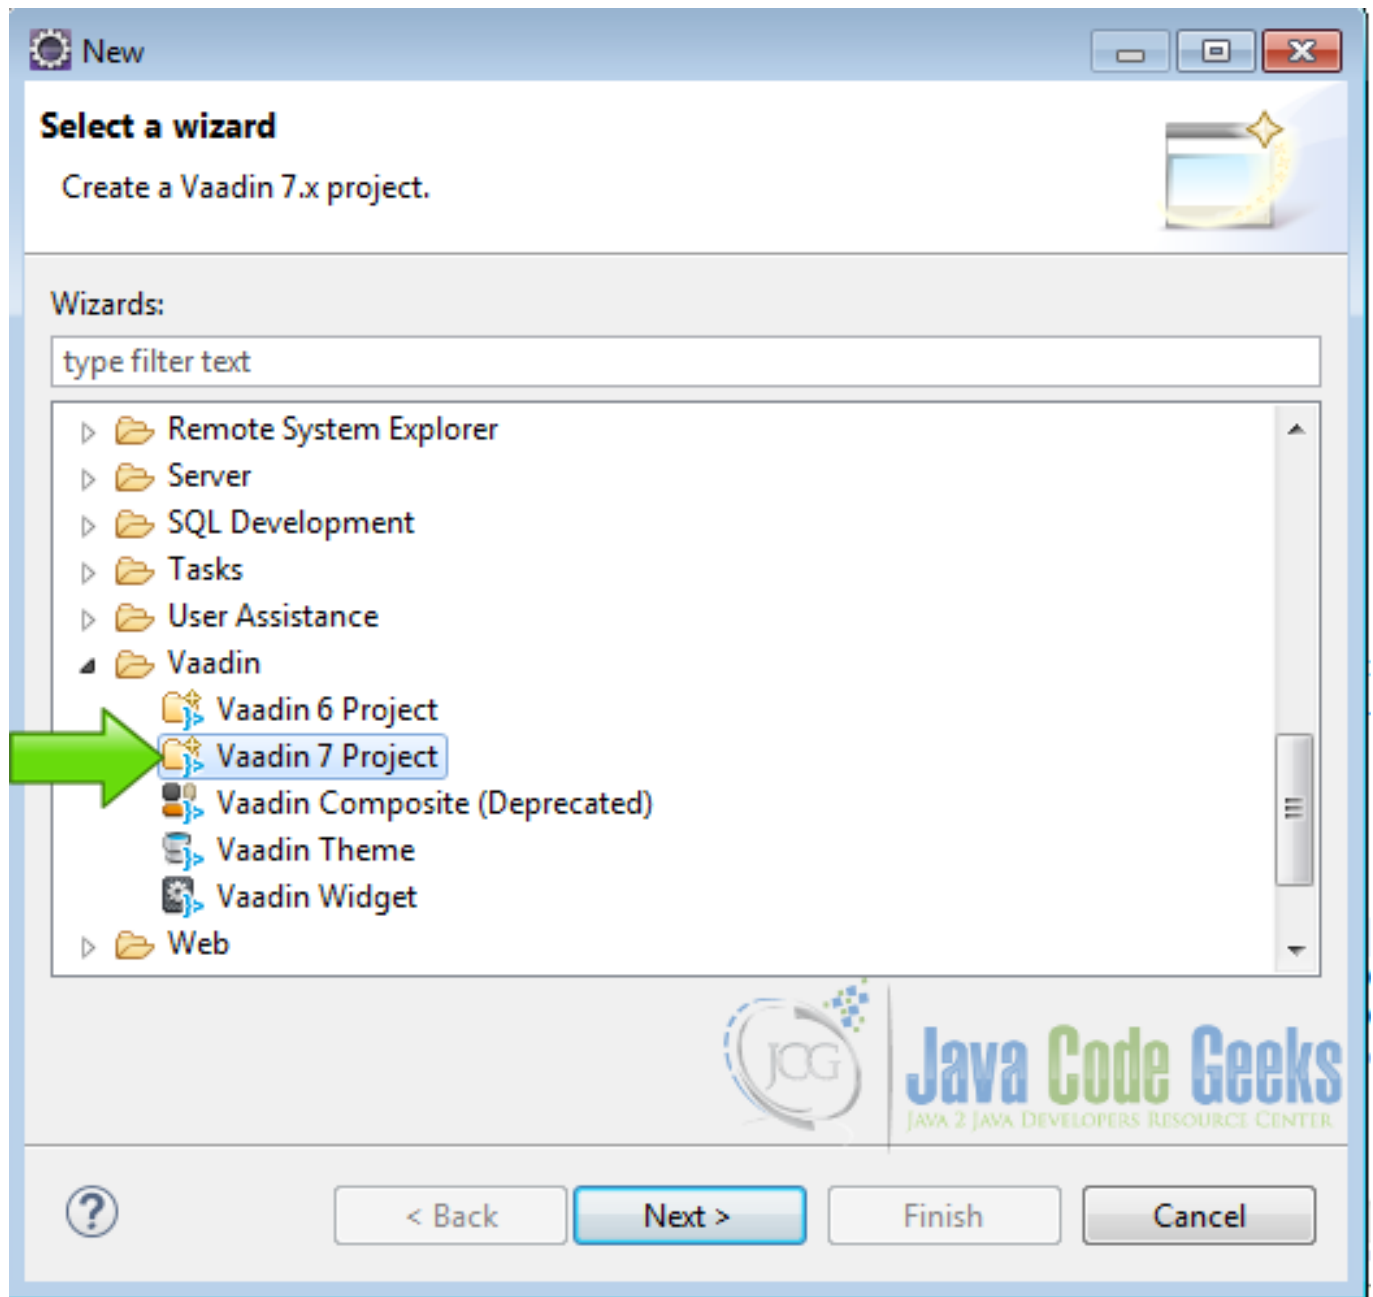 New
Select a wizard
Create a Vaadin 7.x project.
Wizards:
type filter text
Remote System Explorer
Server
SQL Development
Tasks
User Assistance
Vaadin
Vaadin 6 Project
Vaadin 7 Project
Vaadin Composite (Deprecated)
Vaadin Theme
Vaadin Widget
Web
JCG
Java Code Geeks
JAVA 2 JAVA DEVELOPERS RESOURCE CENTER
?
< Back
Next >
Finish
Cancel